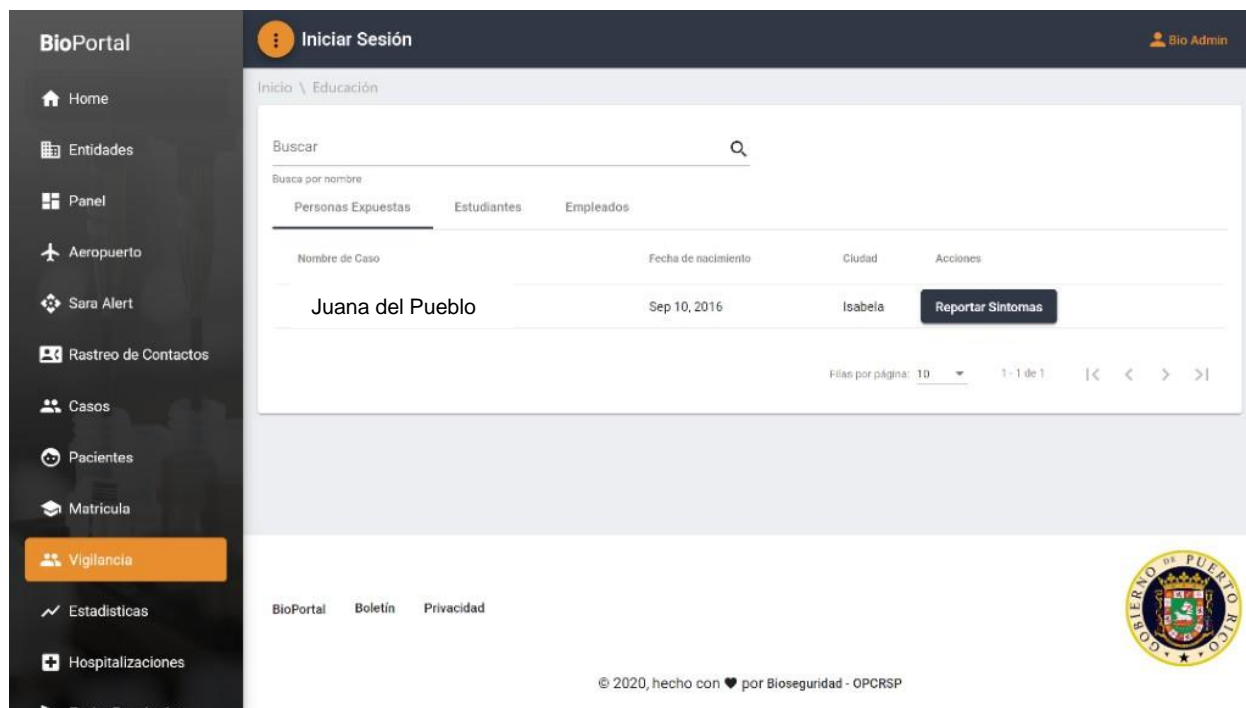 BioPortal
Home
Entidades
Panel
Aeropuerto
Sara Alert
Rastreo de Contactos
Casos
Pacientes
Matricula
Vigilancia
Estadisticas
Hospitalizaciones
Iniciar Sesión
Bio Admin
Inicio \ Educación
Buscar
Busca por nombre
Personas Expuestas Estudiantes Empleados
Nombre de Caso Fecha de nacimiento Ciudad Acciones
Juana del Pueblo Sep 10, 2016 Isabela Reportar Sintomas
Filas por página: 10 1-1 de 1
BioPortal Boletín Privacidad
GOBIERNO DE PUERTO RICO
© 2020, hecho con ♥ por Bioseguridad - OPCRSP